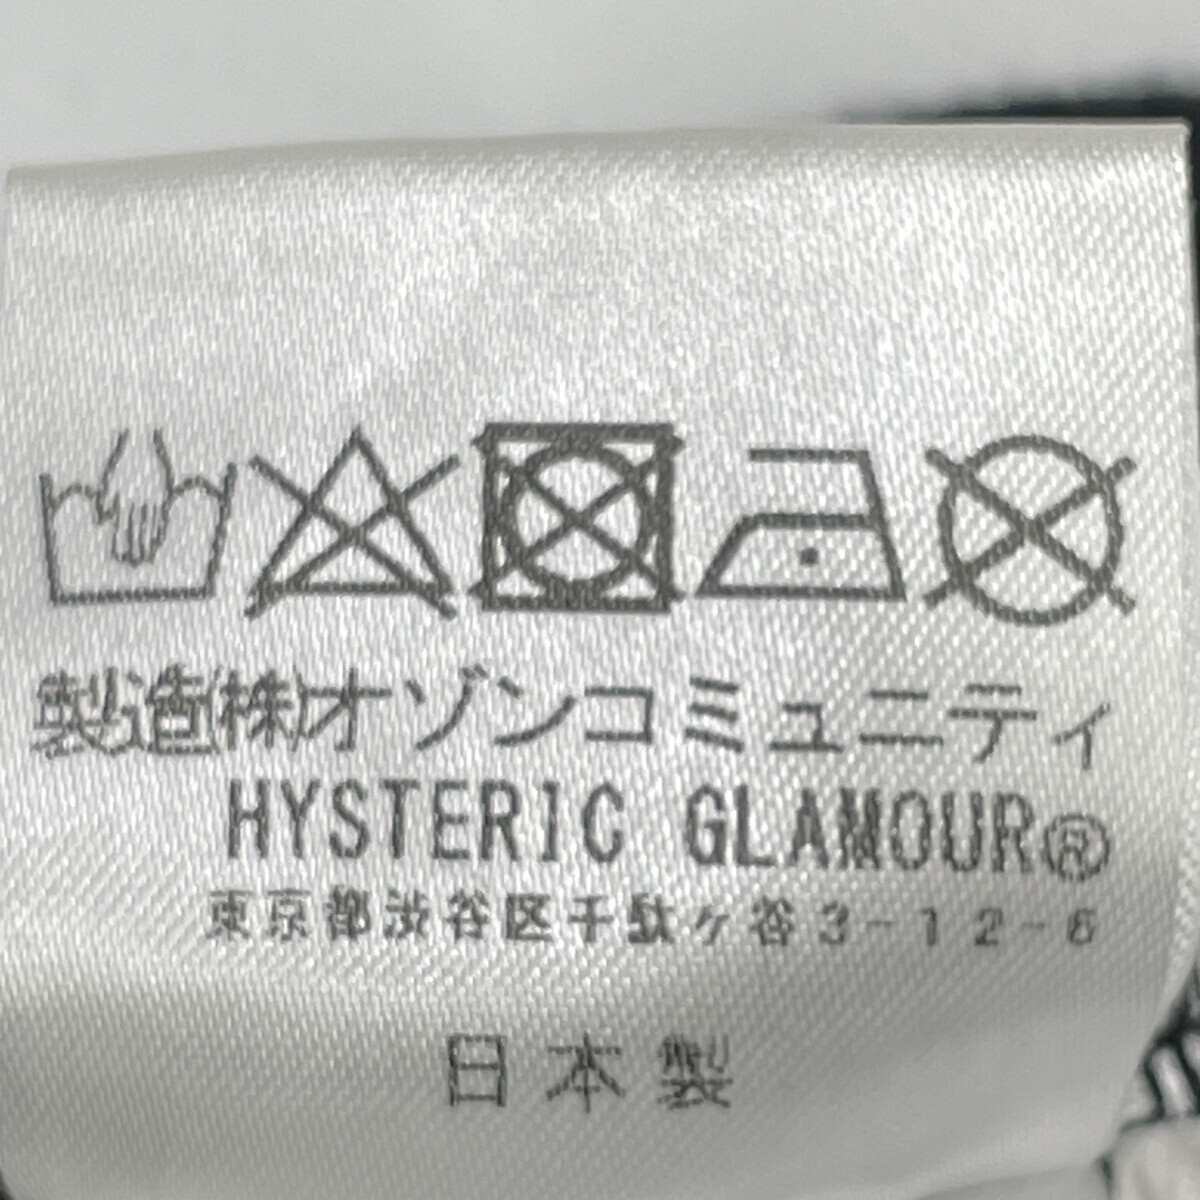 製造(株)オゾンコミュニティ
HYSTERIC GLAMOUR®
東京都渋谷区千駄ケ谷3-12-6
日本製